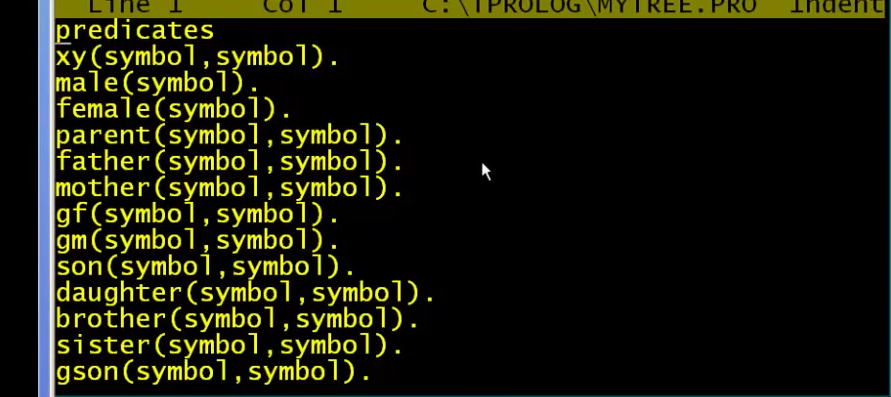 Line 1 Col 1 C:\TPROLOG\MYTREE.PRO Indent
predicates
xy(symbol,symbol).
male(symbol).
female(symbol).
parent(symbol,symbol).
father(symbol,symbol).
mother(symbol,symbol).
gf(symbol,symbol).
gm(symbol,symbol).
son(symbol,symbol).
daughter(symbol,symbol).
brother(symbol,symbol).
sister(symbol,symbol).
gson(symbol,symbol).